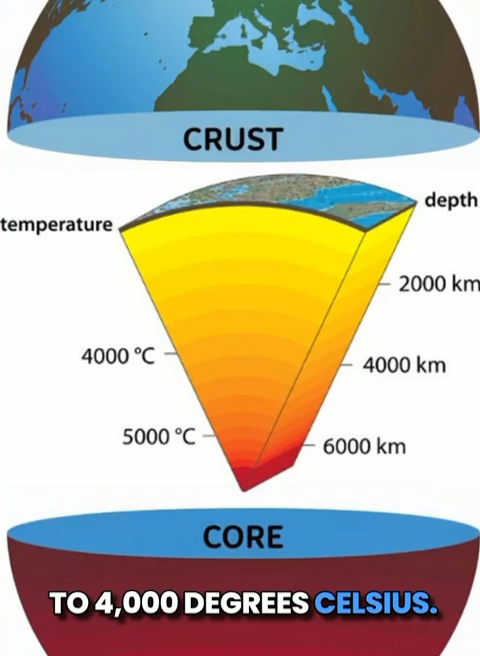 CRUST
depth
temperature
2000 km
4000 °C
4000 km
5000 °C
6000 km
CORE
TO 4,000 DEGREES CELSIUS.